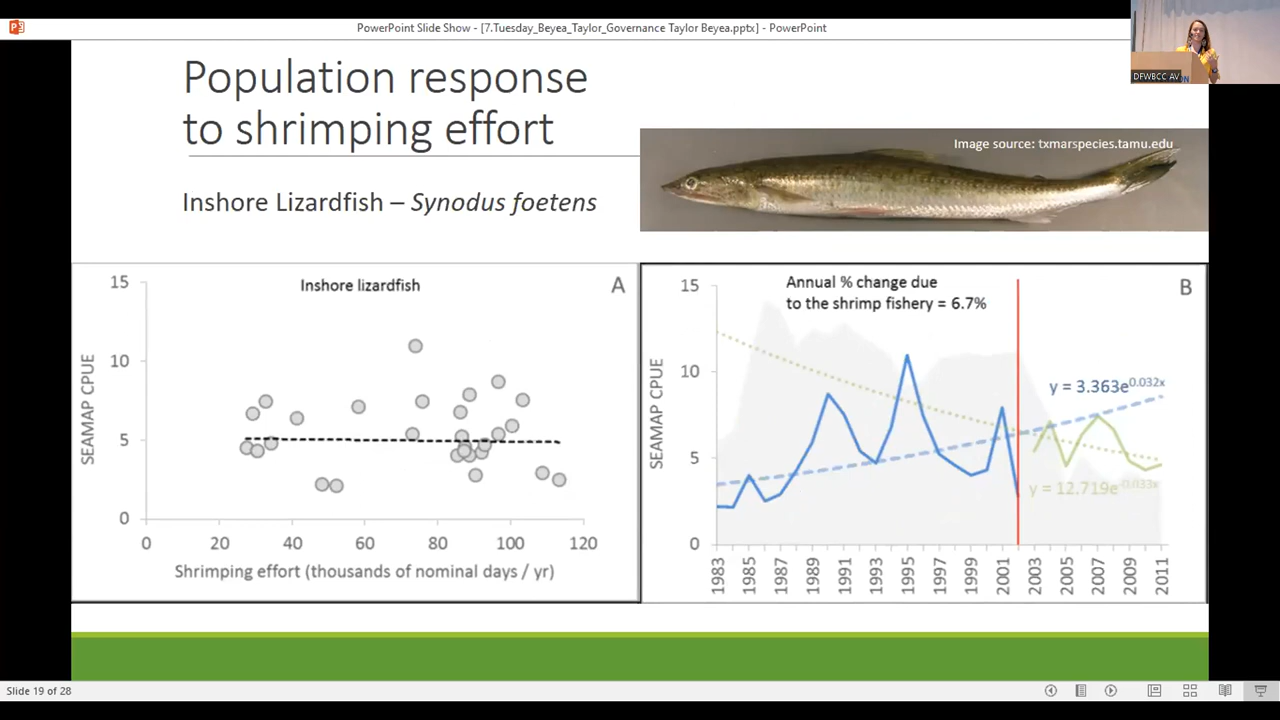 PowerPoint Slide Show - [7.Tuesday_Beyea_Taylor_Governance Taylor Beyea.pptx] - PowerPoint
DFWBCC AV
Population response
to shrimping effort
Image source: txmarspecies.tamu.edu
Inshore Lizardfish – Synodus foetens
Inshore lizardfish
A
SEAMAP CPUE
15
10
5
0
0 20 40 60 80 100 120
Shrimping effort (thousands of nominal days / yr)
Annual % change due
to the shrimp fishery = 6.7%
B
SEAMAP CPUE
15
10
5
0
y = 3.363e^0.032x
y = 12.719e^-0.033x
1983 1985 1987 1989 1991 1993 1995 1997 1999 2001 2003 2005 2007 2009 2011
Slide 19 of 28